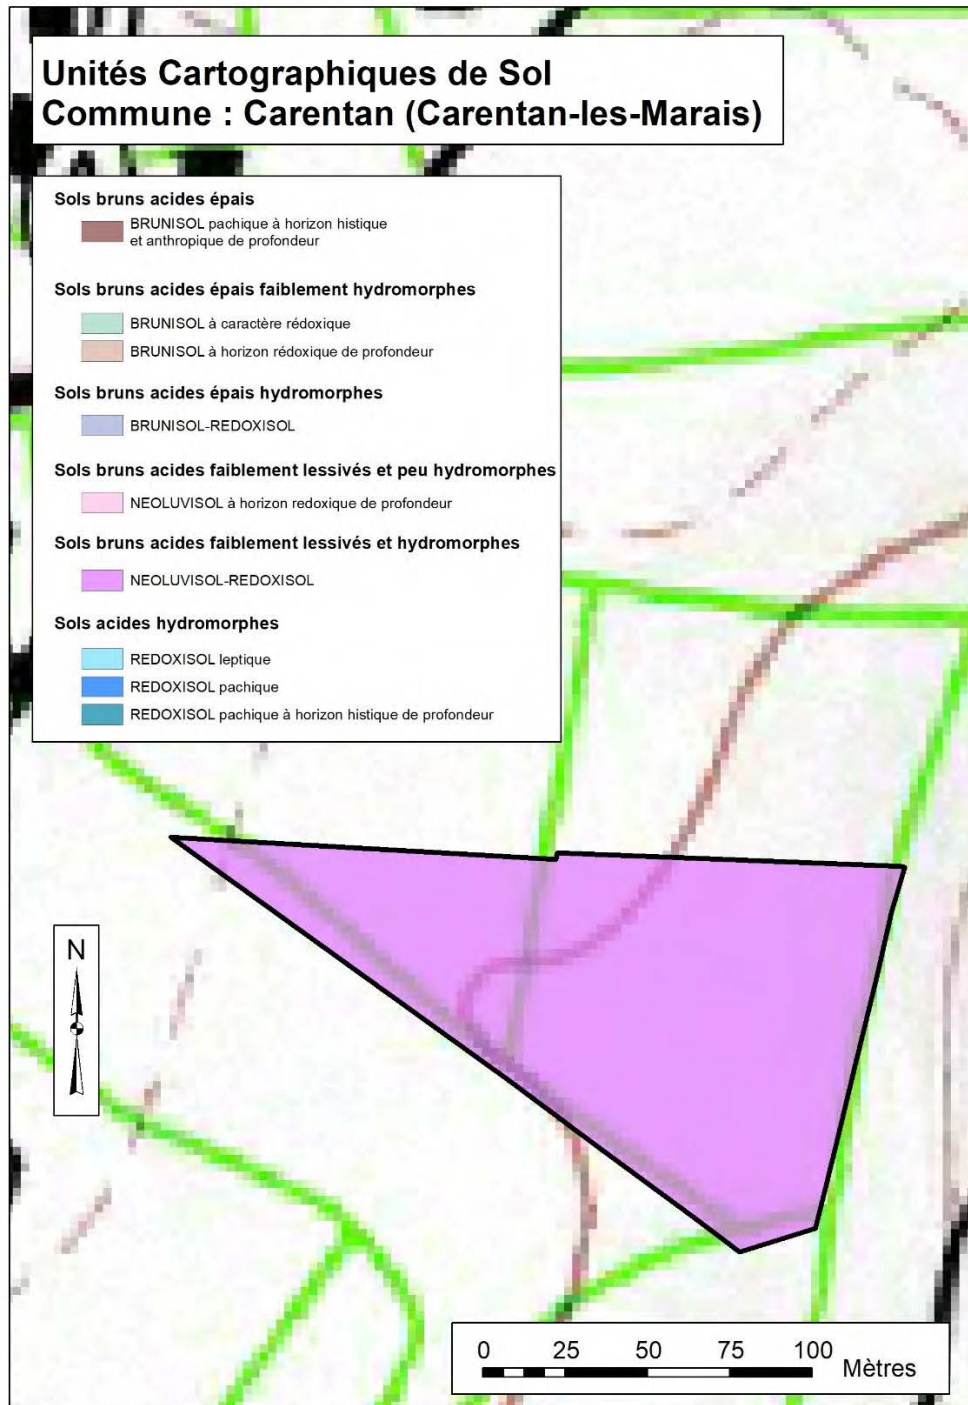 Unités Cartographiques de Sol
Commune : Carentan (Carentan-les-Marais)
Sols bruns acides épais
BRUNISOL pachique à horizon histique
et anthropique de profondeur
Sols bruns acides épais faiblement hydromorphes
BRUNISOL à caractère rédoxique
BRUNISOL à horizon rédoxique de profondeur
Sols bruns acides épais hydromorphes
BRUNISOL-REDOXISOL
Sols bruns acides faiblement lessivés et peu hydromorphes
NEOLUVISOL à horizon redoxique de profondeur
Sols bruns acides faiblement lessivés et hydromorphes
NEOLUVISOL-REDOXISOL
Sols acides hydromorphes
REDOXISOL leptique
REDOXISOL pachique
REDOXISOL pachique à horizon histique de profondeur
N
0 25 50 75 100
Mètres